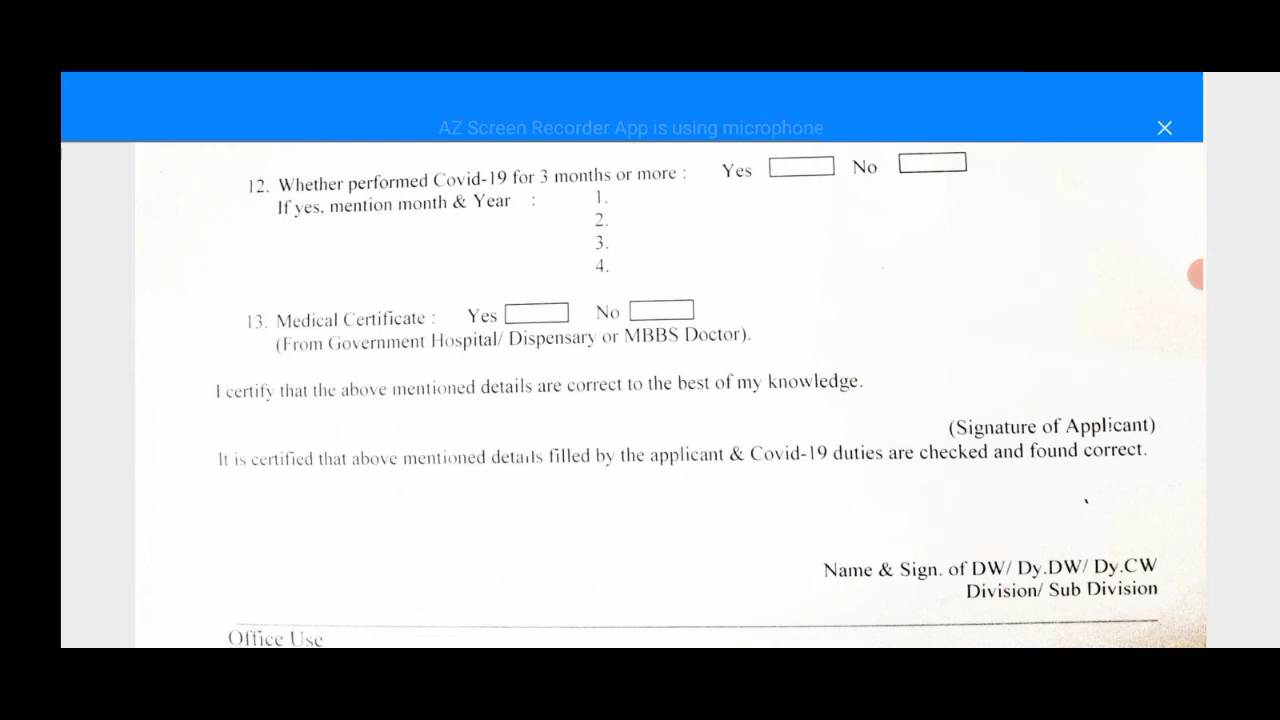 AZ Screen Recorder App is using microphone
12. Whether performed Covid-19 for 3 months or more : Yes No
If yes, mention month & Year : 1.
2.
3.
4.
13. Medical Certificate : Yes No
(From Government Hospital/ Dispensary or MBBS Doctor).
I certify that the above mentioned details are correct to the best of my knowledge.
(Signature of Applicant)
It is certified that above mentioned details filled by the applicant & Covid-19 duties are checked and found correct.
Name & Sign. of DW/ Dy.DW/ Dy.CW
Division/ Sub Division
Office Use